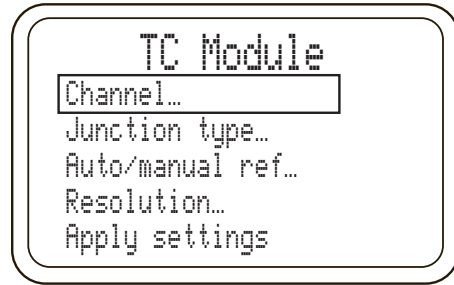 TC Module
Channel…
Junction type…
Auto/manual ref…
Resolution…
Apply settings